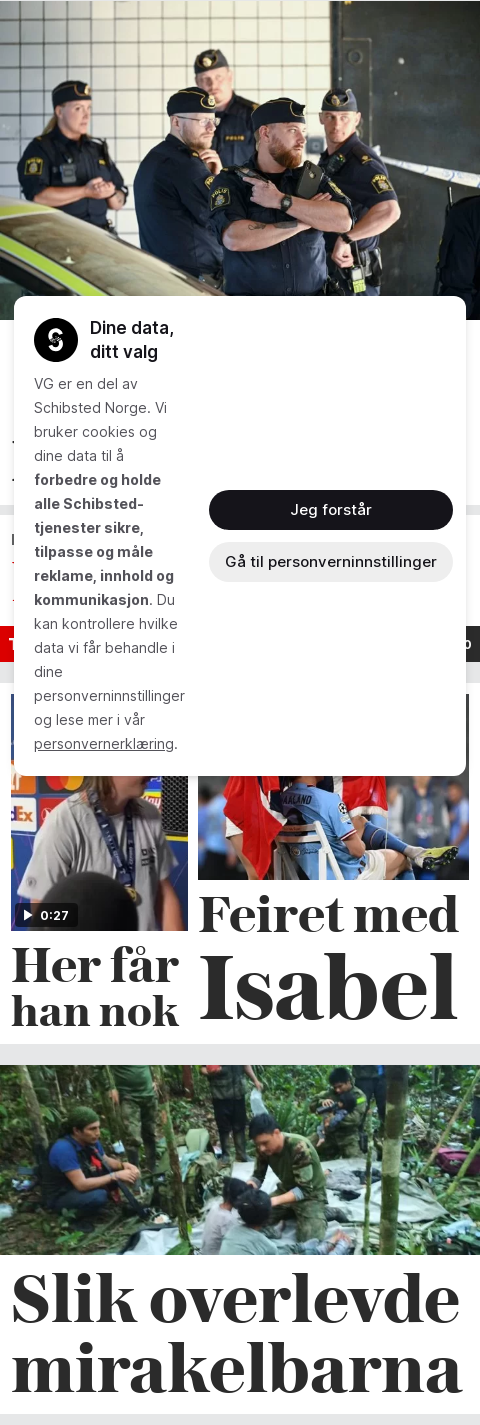 Dine data,
ditt valg
VG er en del av
Schibsted Norge. Vi
bruker cookies og
dine data til å
forbedre og holde
alle Schibsted-
tjenester sikre,
tilpasse og måle
reklame, innhold og
kommunikasjon. Du
kan kontrollere hvilke
data vi får behandle i
dine
personverninnstillinger
og lese mer i vår
personvernerklæring.
Jeg forstår
Gå til personverninnstillinger
0:27
Her får
han nok
Feiret med
Isabel
Slik overlevde
mirakelbarna